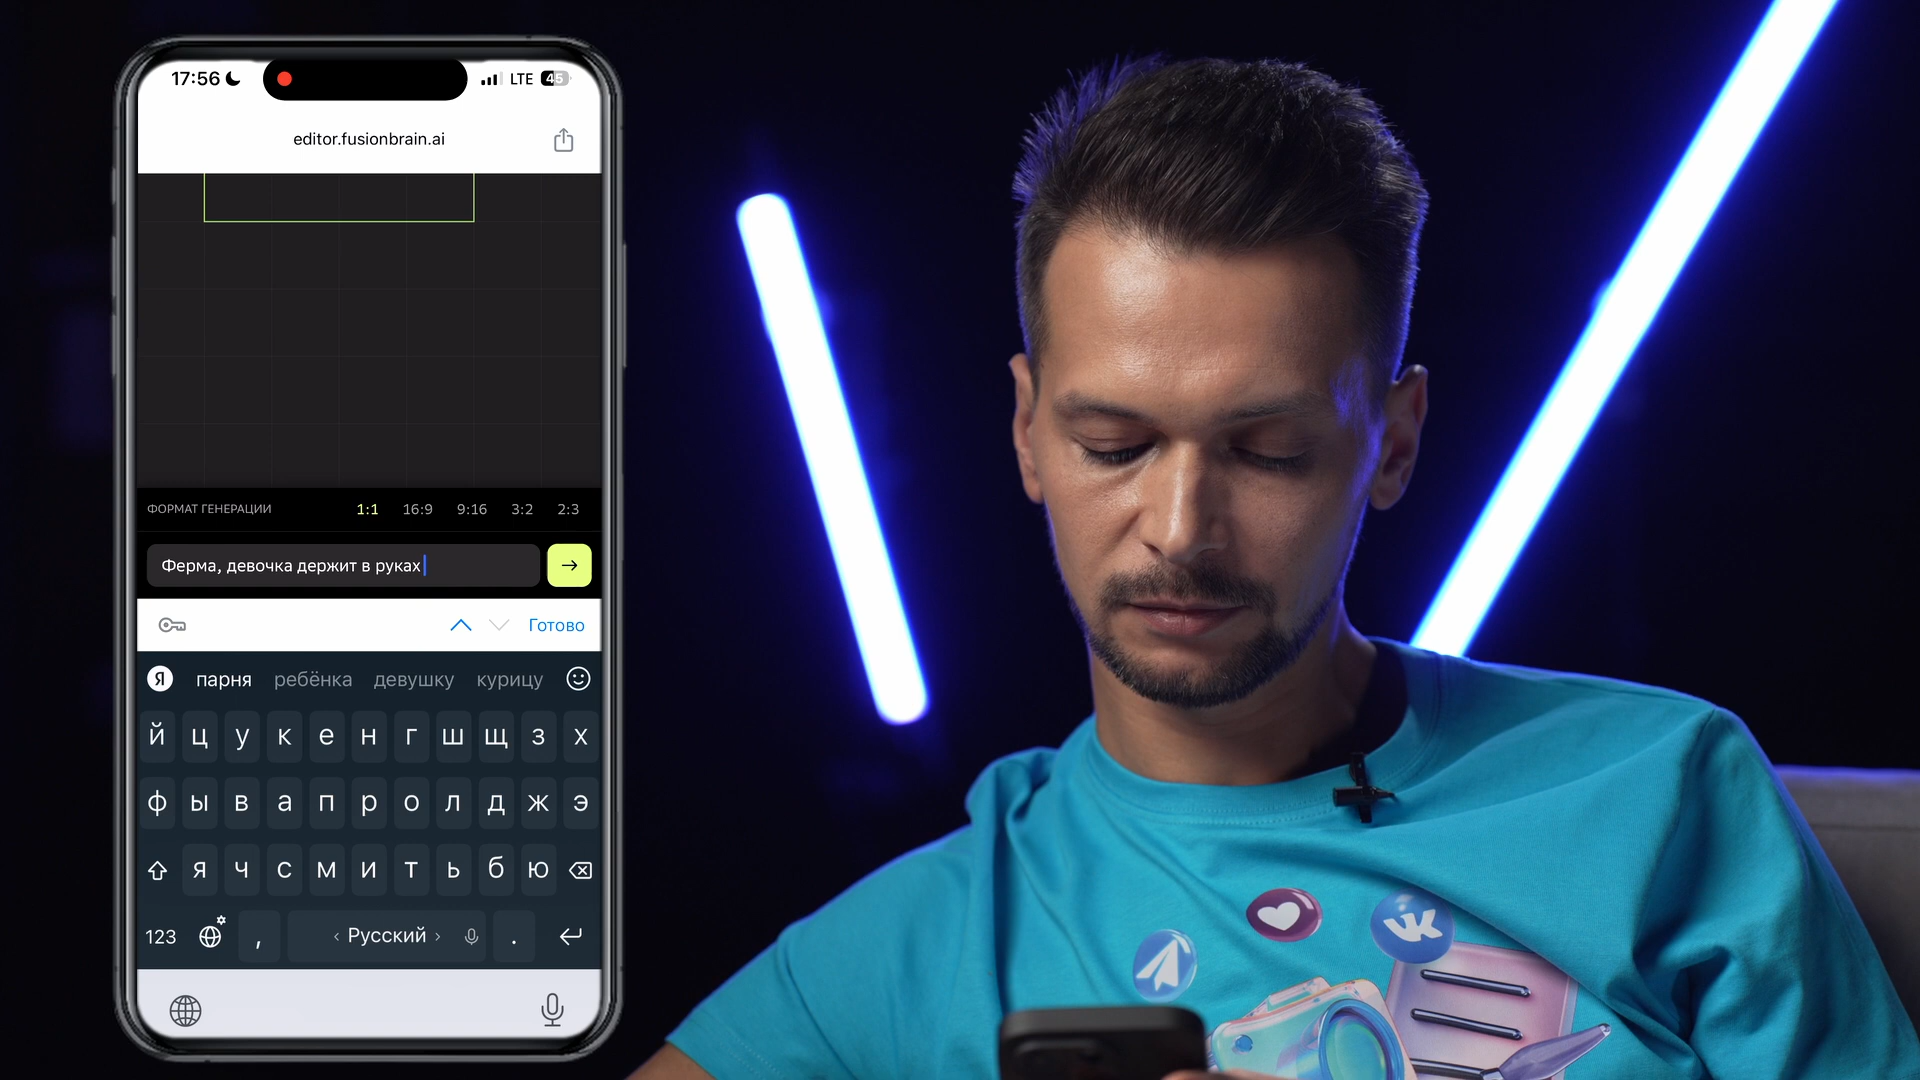 17:56 LTE 45
editor.fusionbrain.ai
ФОРМАТ ГЕНЕРАЦИИ 1:1 16:9 9:16 3:2 2:3
Ферма, девочка держит в руках
Готово
Я парня ребёнка девушку курицу
й ц у к е н г ш щ з х
ф ы в а п р о л д ж э
я ч с м и т ь б ю
123 , Русский .